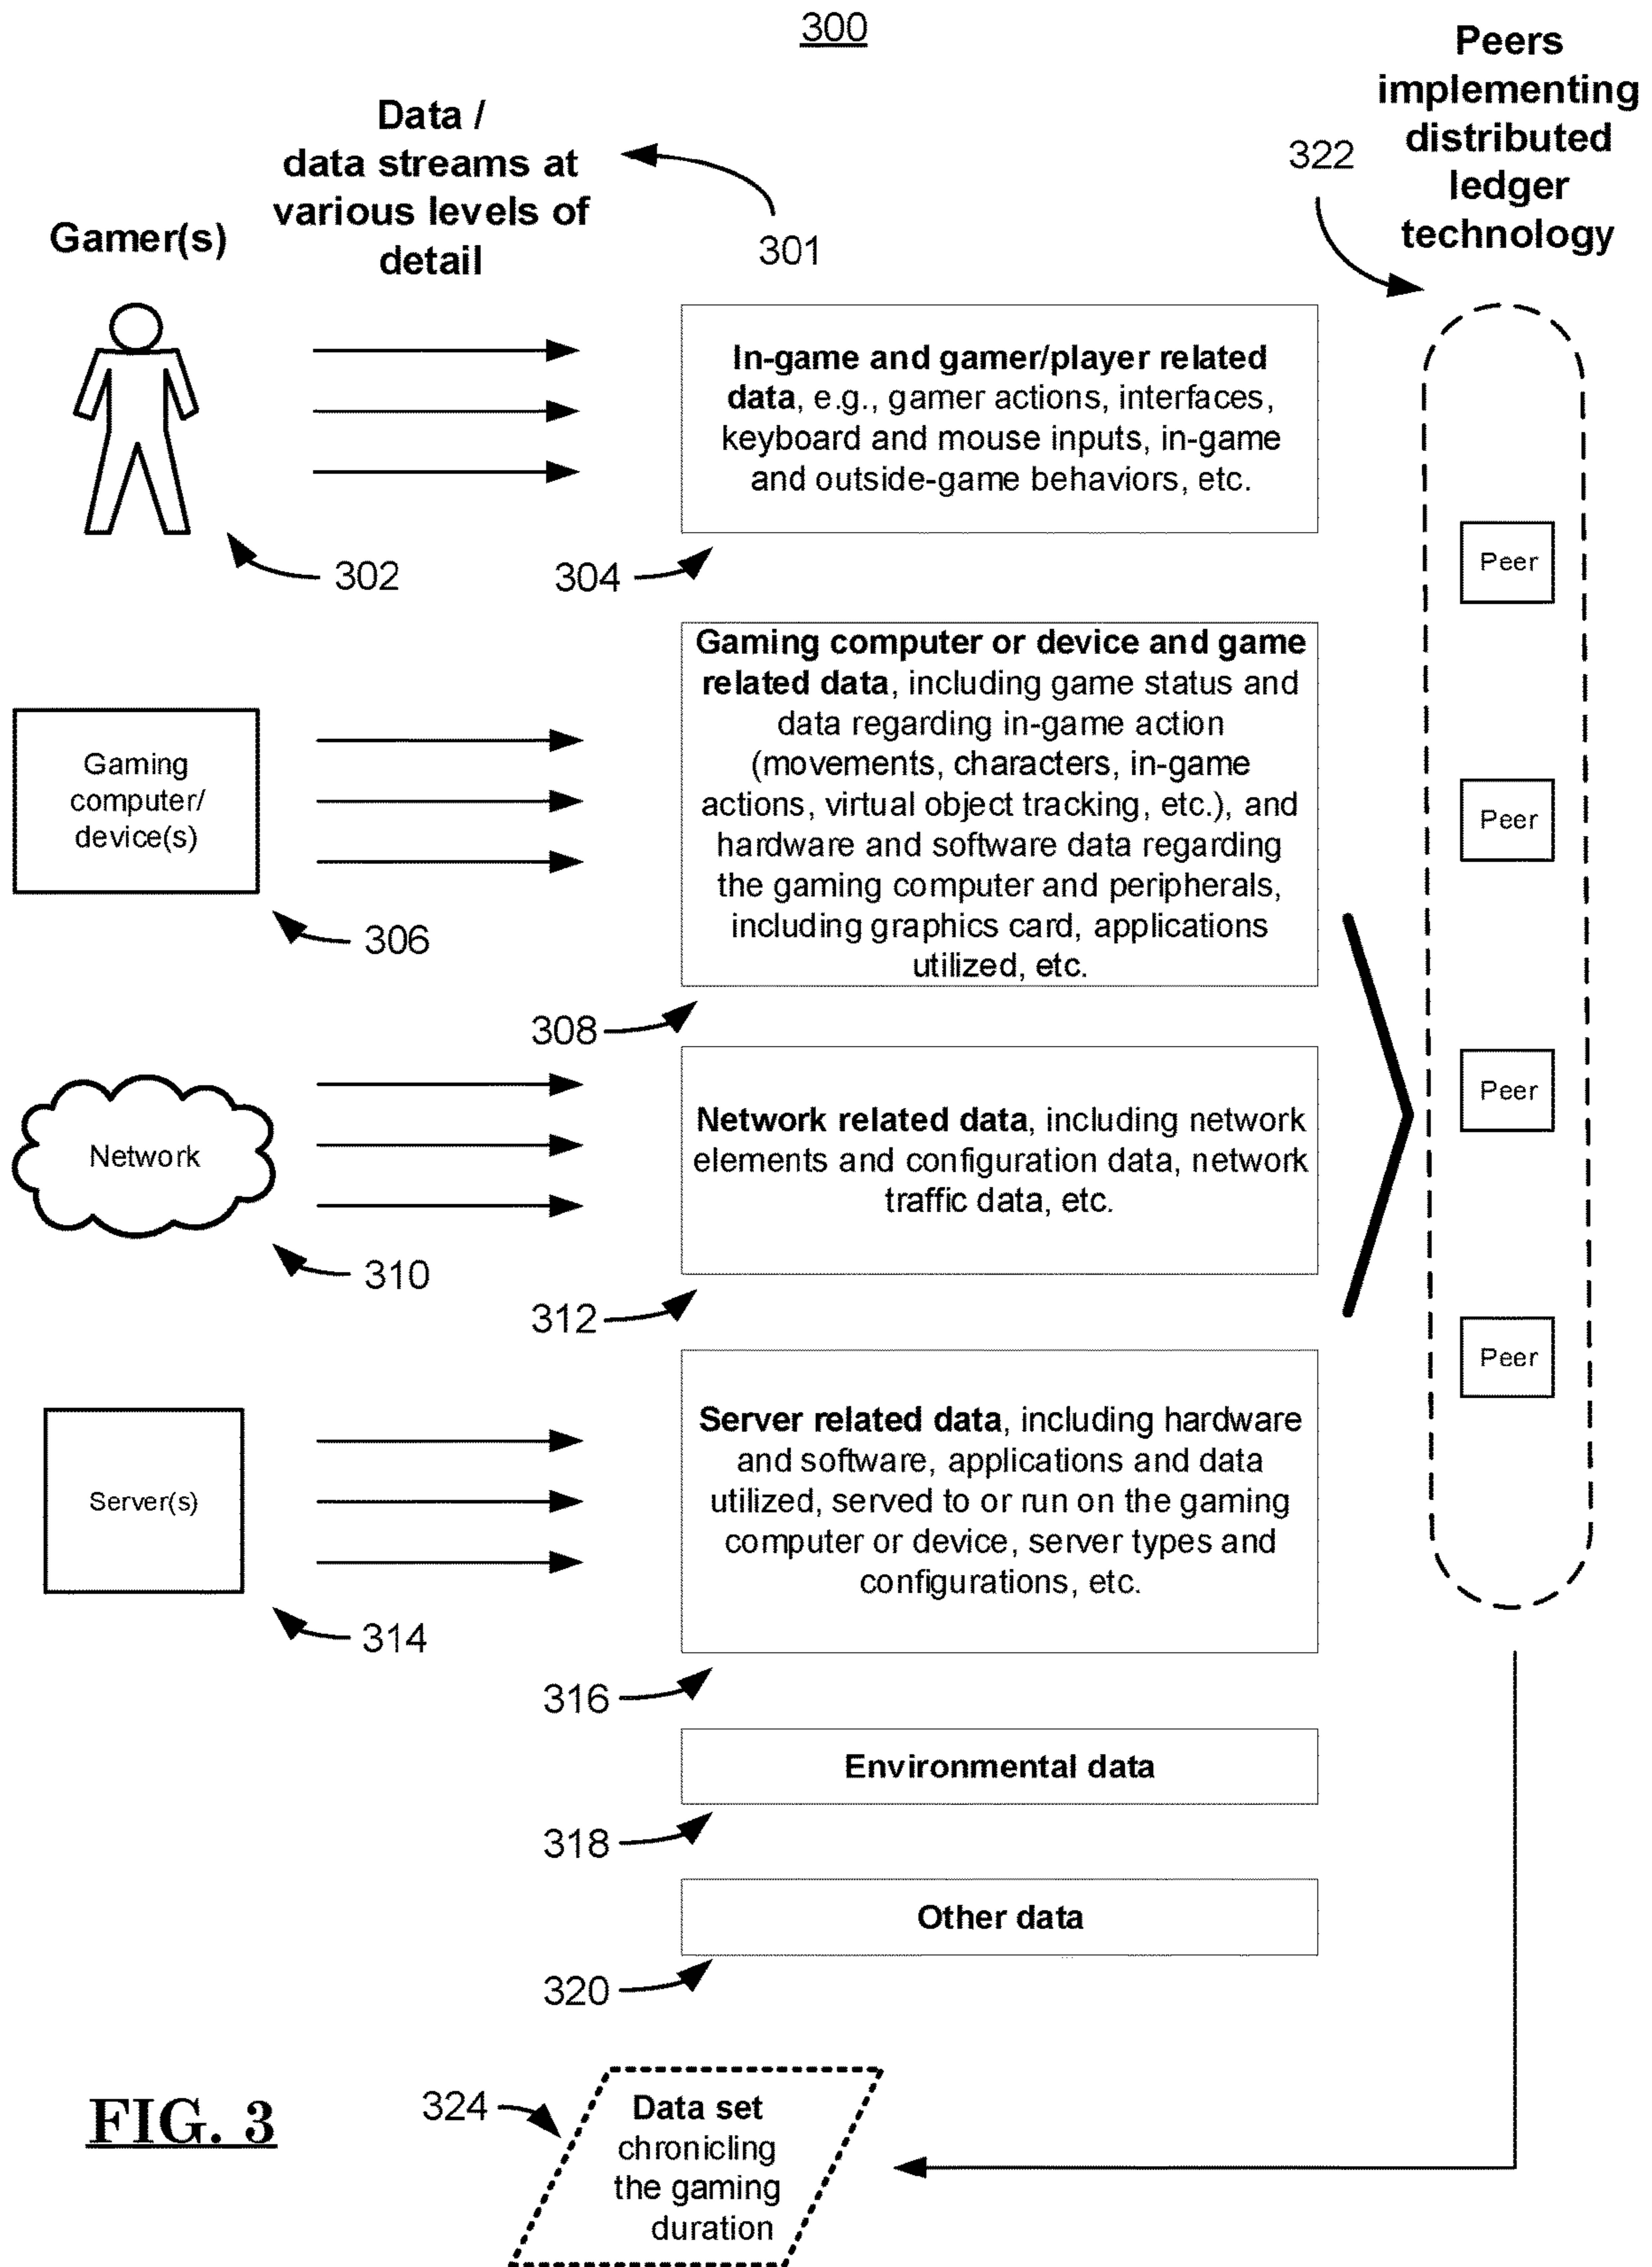 300
Peers
implementing
distributed
ledger
technology
322
Data /
data streams at
various levels of
detail
301
Gamer(s)
In-game and gamer/player related
data, e.g., gamer actions, interfaces,
keyboard and mouse inputs, in-game
and outside-game behaviors, etc.
302
304
Peer
Gaming computer or device and game
related data, including game status and
data regarding in-game action
(movements, characters, in-game
actions, virtual object tracking, etc.), and
hardware and software data regarding
the gaming computer and peripherals,
including graphics card, applications
utilized, etc.
Gaming
computer/
device(s)
306
308
Peer
Network
Network related data, including network
elements and configuration data, network
traffic data, etc.
310
312
Peer
Server(s)
Server related data, including hardware
and software, applications and data
utilized, served to or run on the gaming
computer or device, server types and
configurations, etc.
314
316
Peer
Environmental data
318
Other data
320
324
Data set
chronicling
the gaming
duration
FIG. 3